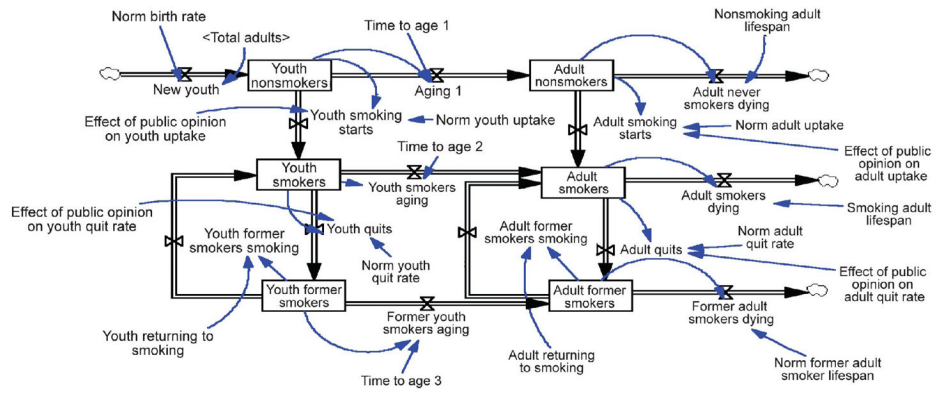 Norm birth rate
<Total adults>
New youth
Youth
nonsmokers
Time to age 1
Aging 1
Adult
nonsmokers
Nonsmoking adult
lifespan
Adult never
smokers dying
Effect of public opinion
on youth uptake
Youth smoking
starts
Norm youth uptake
Adult smoking
starts
Norm adult uptake
Effect of public
opinion on
adult uptake
Time to age 2
Youth
smokers
Youth smokers
aging
Adult
smokers
Adult smokers
dying
Smoking adult
lifespan
Effect of public opinion
on youth quit rate
Youth quits
Norm youth
quit rate
Youth former
smokers smoking
Adult former
smokers smoking
Adult quits
Norm adult
quit rate
Effect of public
opinion on
adult quit rate
Youth former
smokers
Former youth
smokers aging
Adult former
smokers
Former adult
smokers dying
Youth returning to
smoking
Time to age 3
Adult returning
to smoking
Norm former adult
smoker lifespan